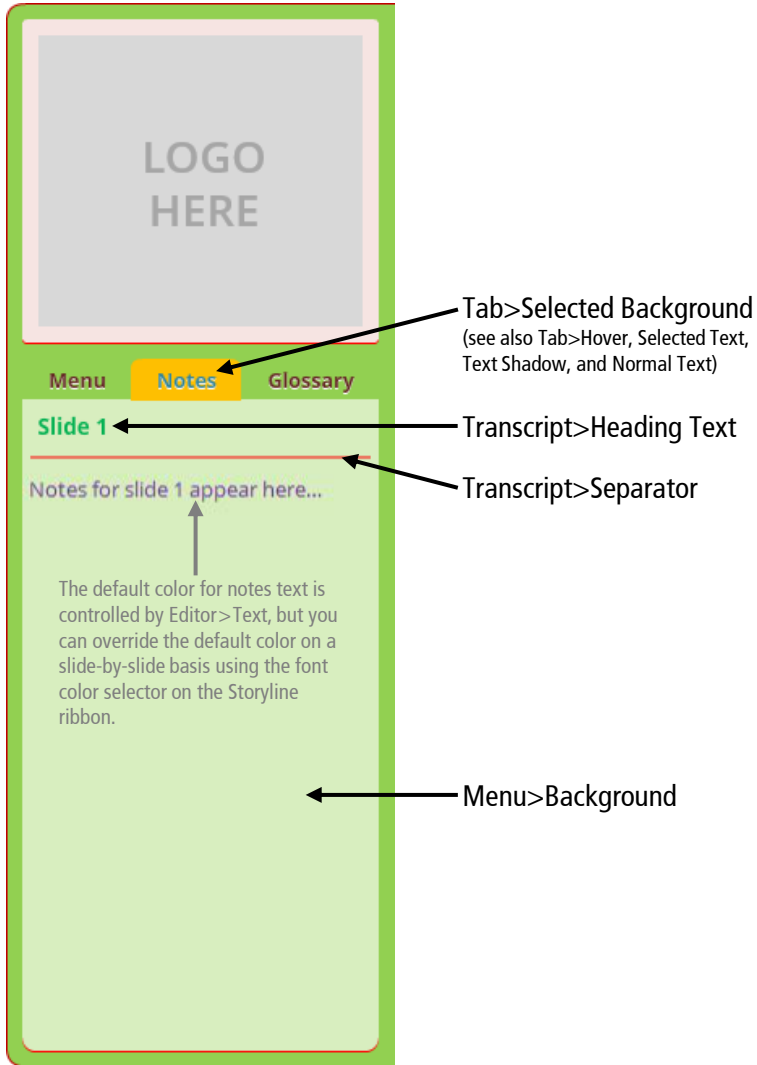 LOGO
HERE
Tab>Selected Background
(see also Tab>Hover, Selected Text,
Text Shadow, and Normal Text)
Menu Notes Glossary
Slide 1
Transcript>Heading Text
Transcript>Separator
Notes for slide 1 appear here...
The default color for notes text is
controlled by Editor>Text, but you
can override the default color on a
slide-by-slide basis using the font
color selector on the Storyline
ribbon.
Menu>Background